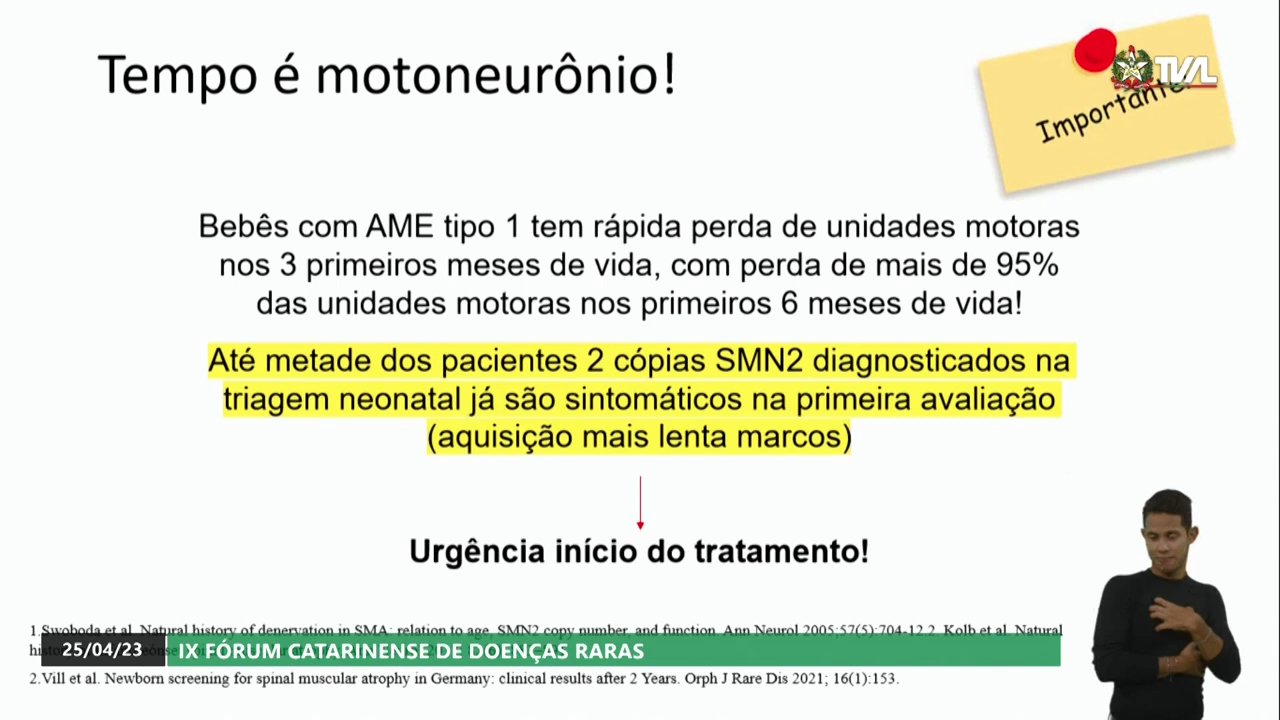 Tempo é motoneurônio!
TVAL
Importante!
Bebês com AME tipo 1 tem rápida perda de unidades motoras
nos 3 primeiros meses de vida, com perda de mais de 95%
das unidades motoras nos primeiros 6 meses de vida!
Até metade dos pacientes 2 cópias SMN2 diagnosticados na
triagem neonatal já são sintomáticos na primeira avaliação
(aquisição mais lenta marcos)
Urgência início do tratamento!
1.Swoboda et al. Natural history of denervation in SMA: relation to age, SMN2 copy number, and function. Ann Neurol 2005;57(5):704-12.2. Kolb et al. Natural
25/04/23 IX FÓRUM CATARINENSE DE DOENÇAS RARAS
2.Vill et al. Newborn screening for spinal muscular atrophy in Germany: clinical results after 2 Years. Orph J Rare Dis 2021; 16(1):153.